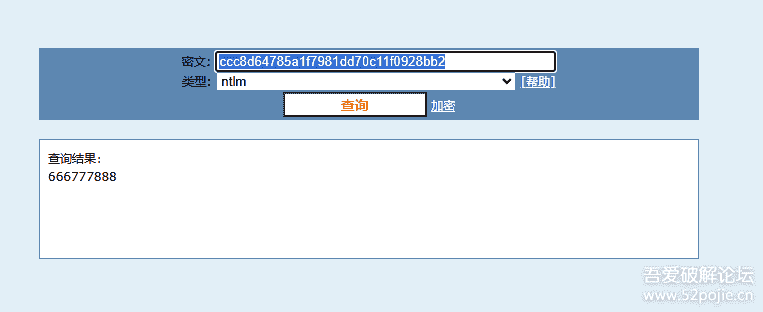 密文: ccc8d64785a1f7981dd70c11f0928bb2
类型: ntlm [帮助]
查询 加密
查询结果:
666777888
吾爱破解论坛
www.52pojie.cn